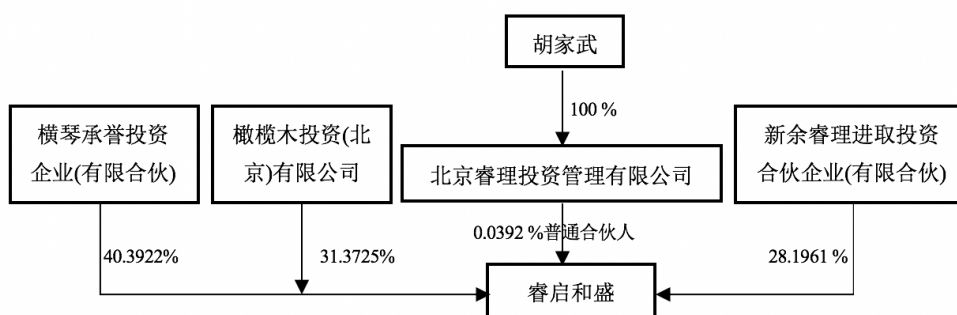 胡家武
100 %
横琴承誉投资
企业(有限合伙)
橄榄木投资(北
京)有限公司
北京睿理投资管理有限公司
新余睿理进取投资
合伙企业(有限合伙)
40.3922%
31.3725%
0.0392 %普通合伙人
28.1961 %
睿启和盛